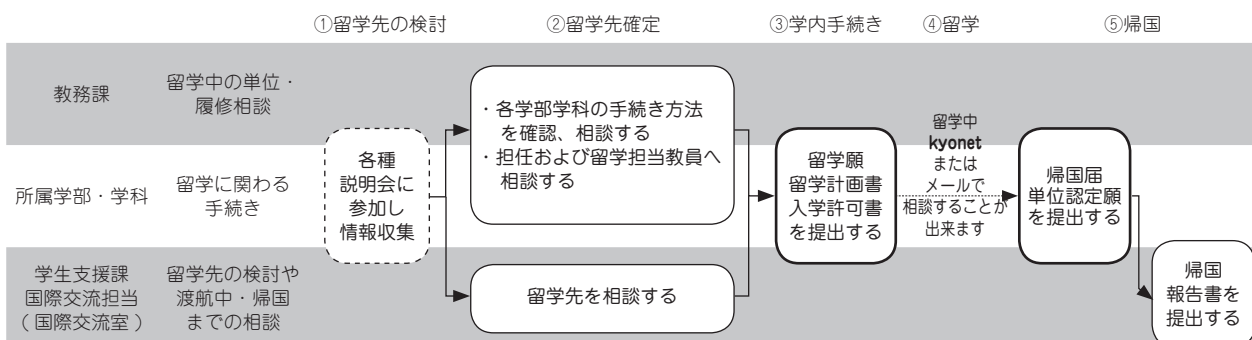 ①留学先の検討
②留学先確定
③学内手続き
④留学
⑤帰国
教務課
留学中の単位・
履修相談
所属学部・学科
留学に関わる
手続き
学生支援課
国際交流担当
(国際交流室)
留学先の検討や
渡航中・帰国
までの相談
各種
説明会に
参加し
情報収集
・各学部学科の手続き方法
を確認、相談する
・担任および留学担当教員へ
相談する
留学先を相談する
留学願
留学計画書
入学許可書
を提出する
留学中
kyonet
または
メールで
相談することが
出来ます
帰国届
単位認定願
を提出する
帰国
報告書を
提出する